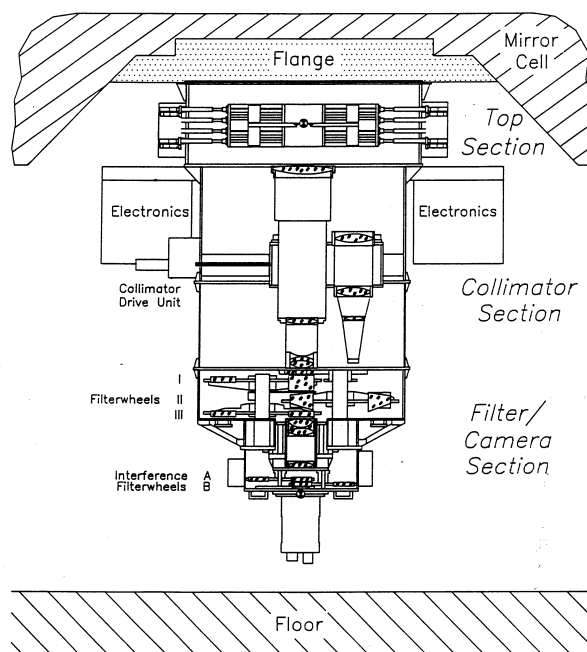 Mirror
Cell
Flange
Top
Section
Electronics
Electronics
Collimator
Drive Unit
Collimator
Section
I
Filterwheels II
III
Filter/
Camera
Section
Interference A
Filterwheels B
Floor